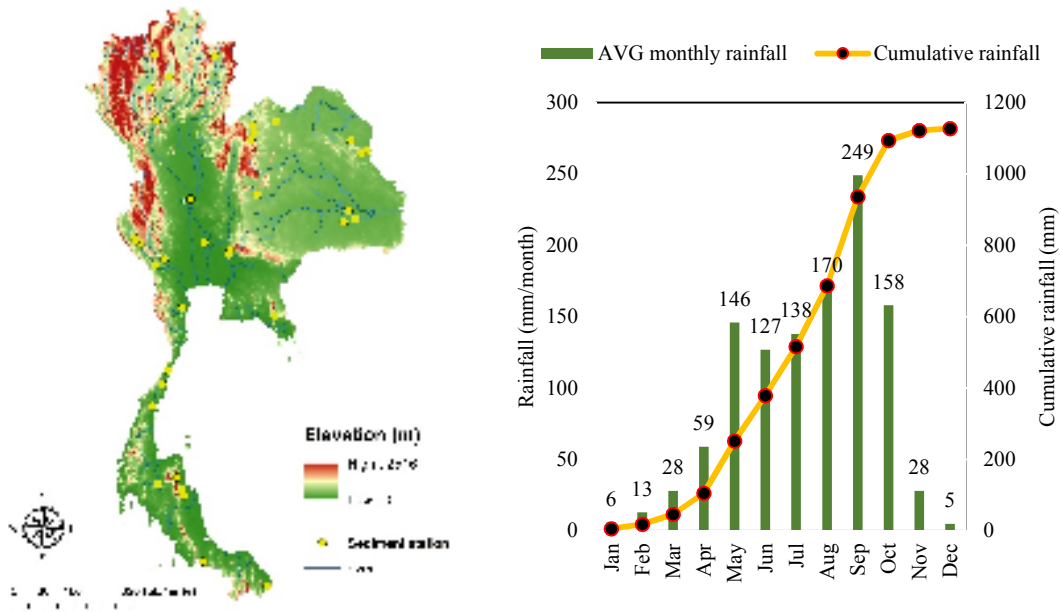 Elevation (m)
Sediment station
AVG monthly rainfall
Cumulative rainfall
300
250
200
150
100
50
0
Rainfall (mm/month)
6
13
28
59
146
127
138
170
249
158
28
5
1200
1000
800
600
400
200
0
Cumulative rainfall (mm)
Jan
Feb
Mar
Apr
May
Jun
Jul
Aug
Sep
Oct
Nov
Dec